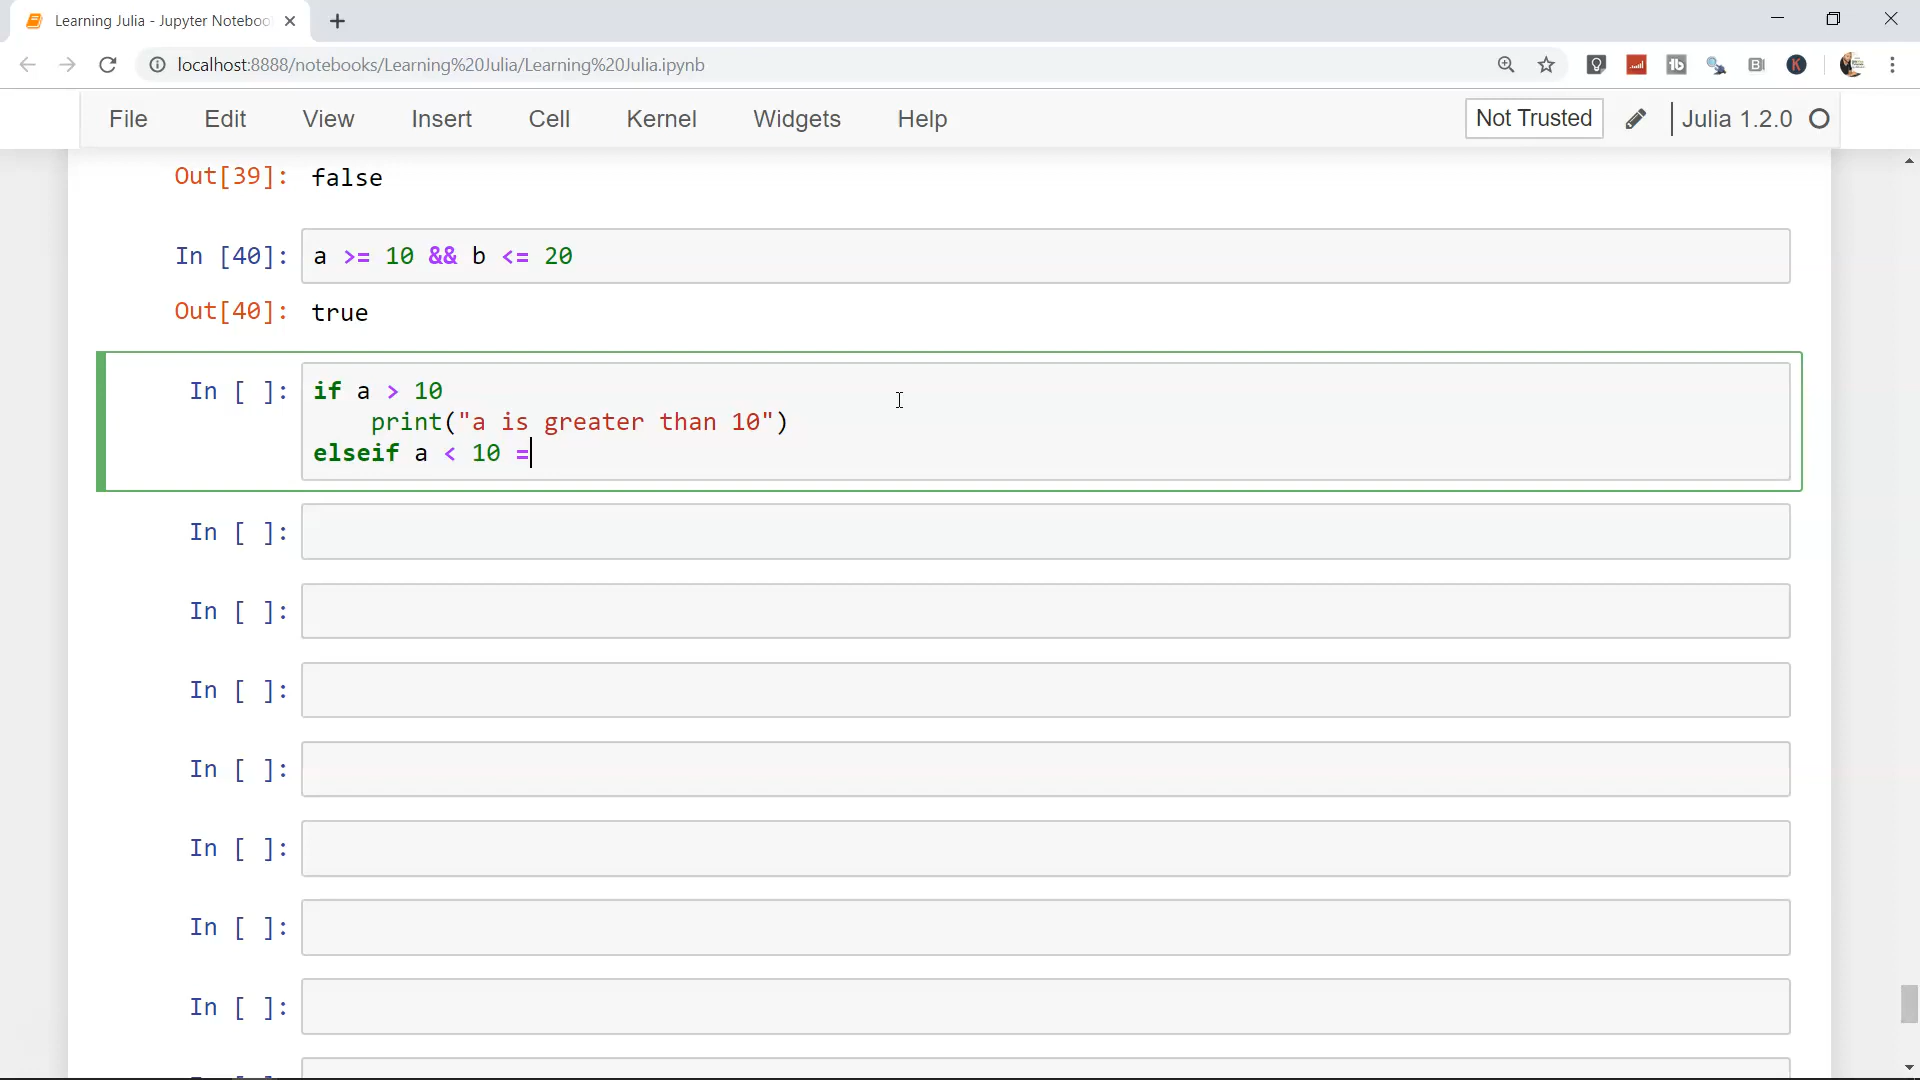 Learning Julia - Jupyter Noteboo
localhost:8888/notebooks/Learning%20Julia/Learning%20Julia.ipynb
File Edit View Insert Cell Kernel Widgets Help Not Trusted Julia 1.2.0
Out[39]: false
In [40]: a >= 10 && b <= 20
Out[40]: true
In [ ]: if a > 10
print("a is greater than 10")
elseif a < 10 =
In [ ]:
In [ ]:
In [ ]:
In [ ]:
In [ ]:
In [ ]:
In [ ]: